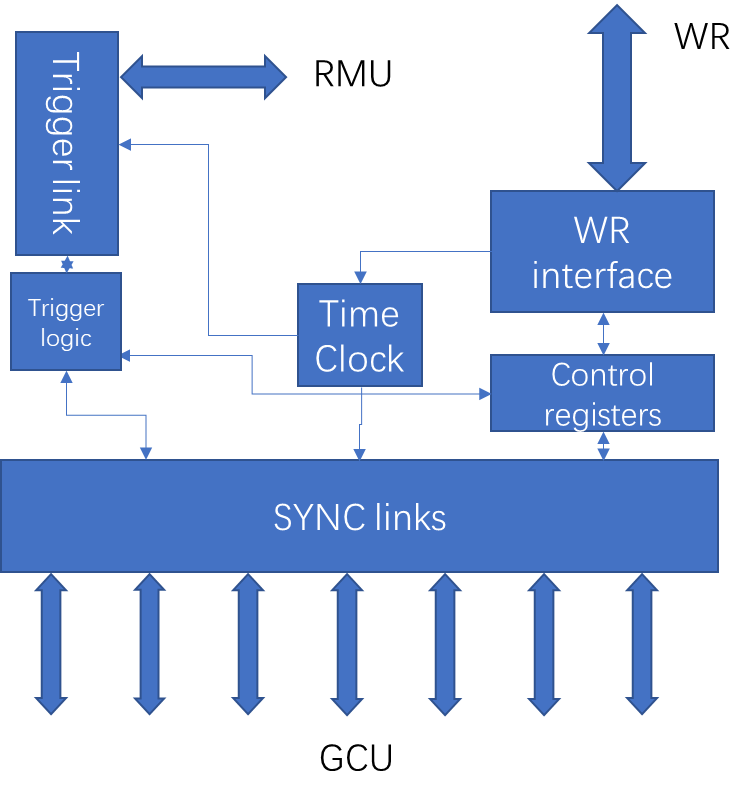 WR
RMU
Trigger link
WR
interface
Trigger
logic
Time
Clock
Control
registers
SYNC links
GCU